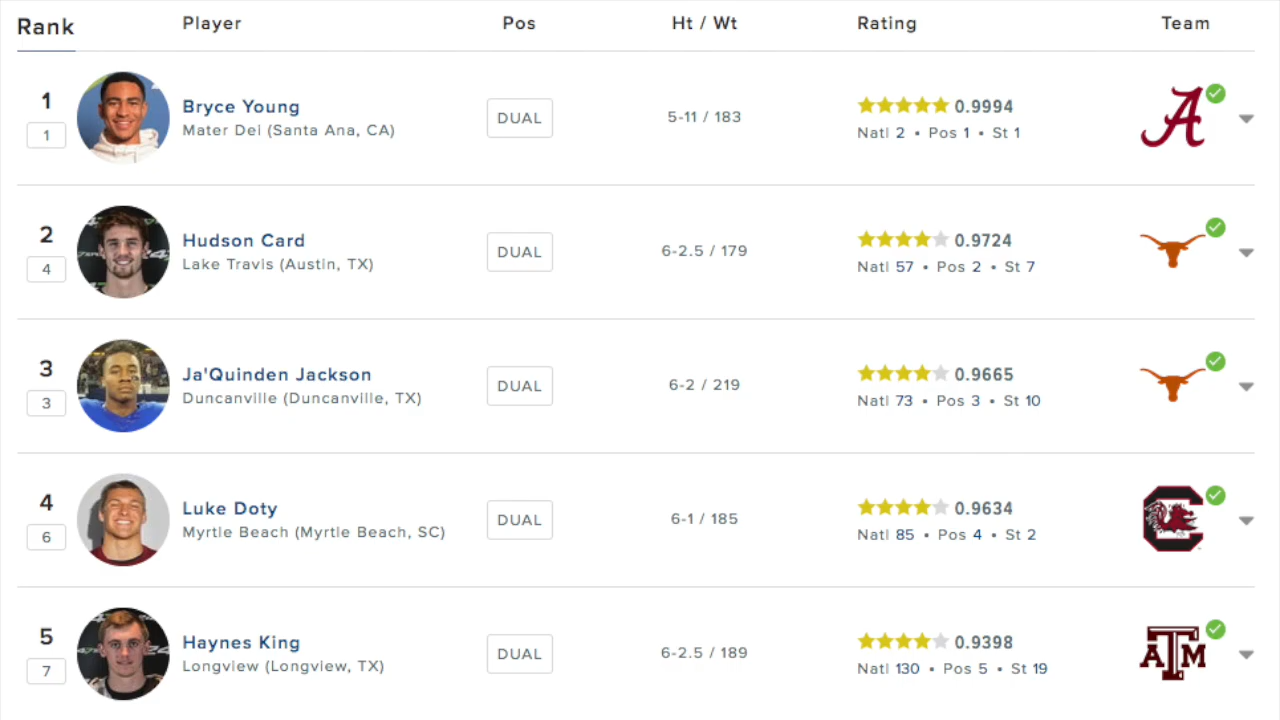 Rank Player Pos Ht / Wt Rating Team
1 Bryce Young DUAL 5-11 / 183 0.9994
1 Mater Dei (Santa Ana, CA) Natl 2 • Pos 1 • St 1
2 Hudson Card DUAL 6-2.5 / 179 0.9724
4 Lake Travis (Austin, TX) Natl 57 • Pos 2 • St 7
3 Ja'Quinden Jackson DUAL 6-2 / 219 0.9665
3 Duncanville (Duncanville, TX) Natl 73 • Pos 3 • St 10
4 Luke Doty DUAL 6-1 / 185 0.9634
6 Myrtle Beach (Myrtle Beach, SC) Natl 85 • Pos 4 • St 2
5 Haynes King DUAL 6-2.5 / 189 0.9398
7 Longview (Longview, TX) Natl 130 • Pos 5 • St 19